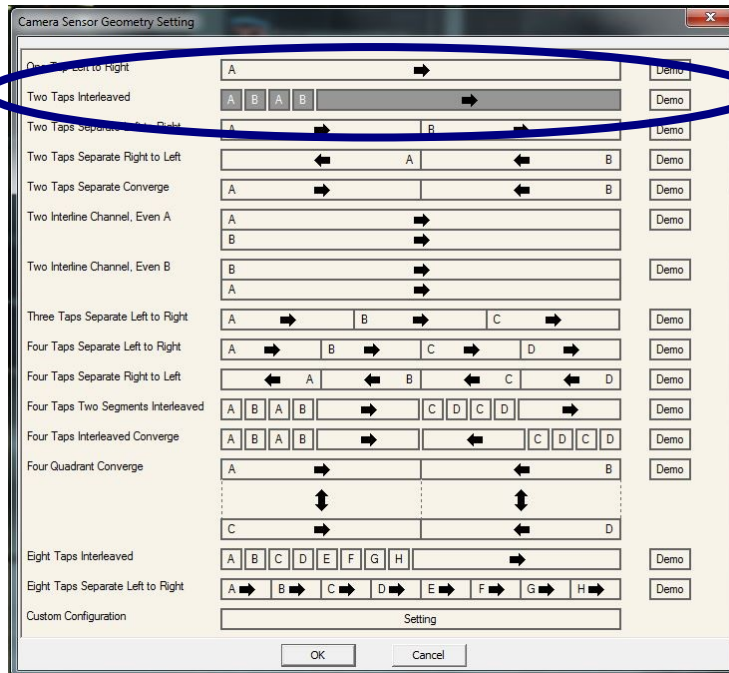 Camera Sensor Geometry Setting
One Tap Left to Right A Demo
Two Taps Interleaved A B A B Demo
Two Taps Separate Left to Right A B Demo
Two Taps Separate Right to Left A B Demo
Two Taps Separate Converge A B Demo
Two Interline Channel, Even A A Demo
B
Two Interline Channel, Even B B Demo
A
Three Taps Separate Left to Right A B C Demo
Four Taps Separate Left to Right A B C D Demo
Four Taps Separate Right to Left A B C D Demo
Four Taps Two Segments Interleaved A B A B C D C D Demo
Four Taps Interleaved Converge A B A B C D C D Demo
Four Quadrant Converge A B Demo
C D
Eight Taps Interleaved A B C D E F G H Demo
Eight Taps Separate Left to Right A B C D E F G H Demo
Custom Configuration Setting
OK Cancel